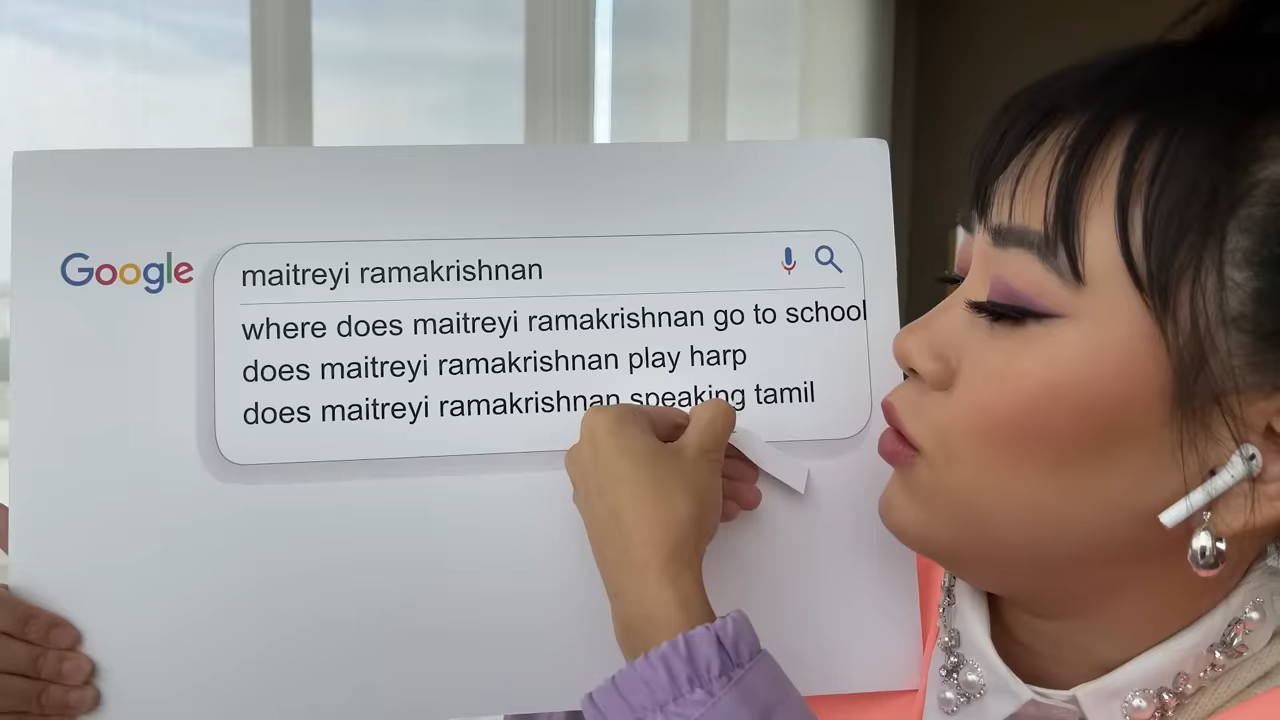 Google
maitreyi ramakrishnan
where does maitreyi ramakrishnan go to school
does maitreyi ramakrishnan play harp
does maitreyi ramakrishnan speaking tamil